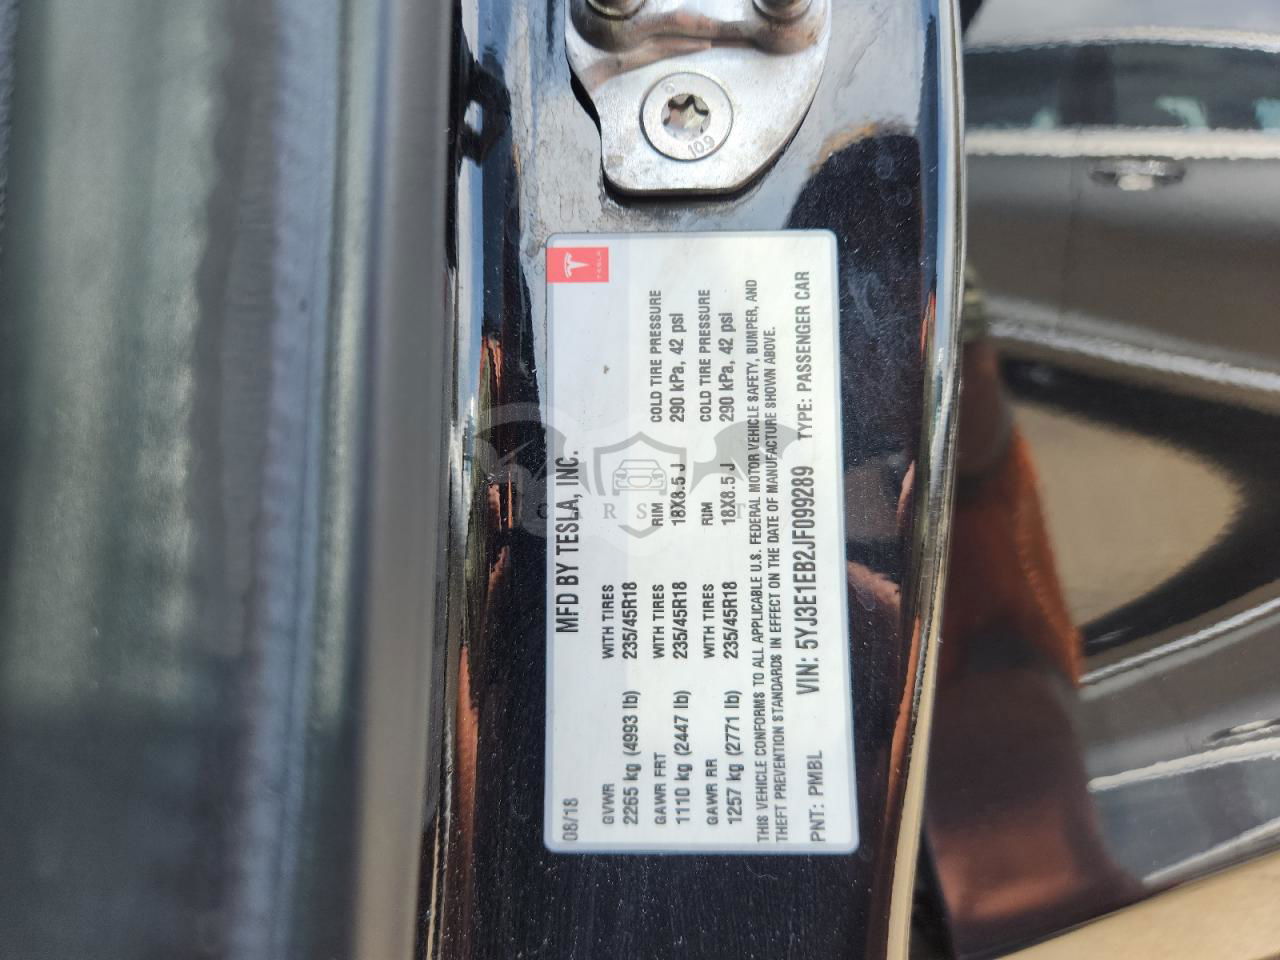 10.9
TESLA
08/18
MFD BY TESLA, INC.
GVWR WITH TIRES
2265 kg (4993 lb) 235/45R18
GAWR FRT WITH TIRES RIM COLD TIRE PRESSURE
1110 kg (2447 lb) 235/45R18 18X8.5 J 290 kPa, 42 psi
GAWR RR WITH TIRES RIM COLD TIRE PRESSURE
1257 kg (2771 lb) 235/45R18 18X8.5 J 290 kPa, 42 psi
THIS VEHICLE CONFORMS TO ALL APPLICABLE U.S. FEDERAL MOTOR VEHICLE SAFETY, BUMPER, AND
THEFT PREVENTION STANDARDS IN EFFECT ON THE DATE OF MANUFACTURE SHOWN ABOVE.
PNT: PMBL VIN: 5YJ3E1EB2JF099289 TYPE: PASSENGER CAR